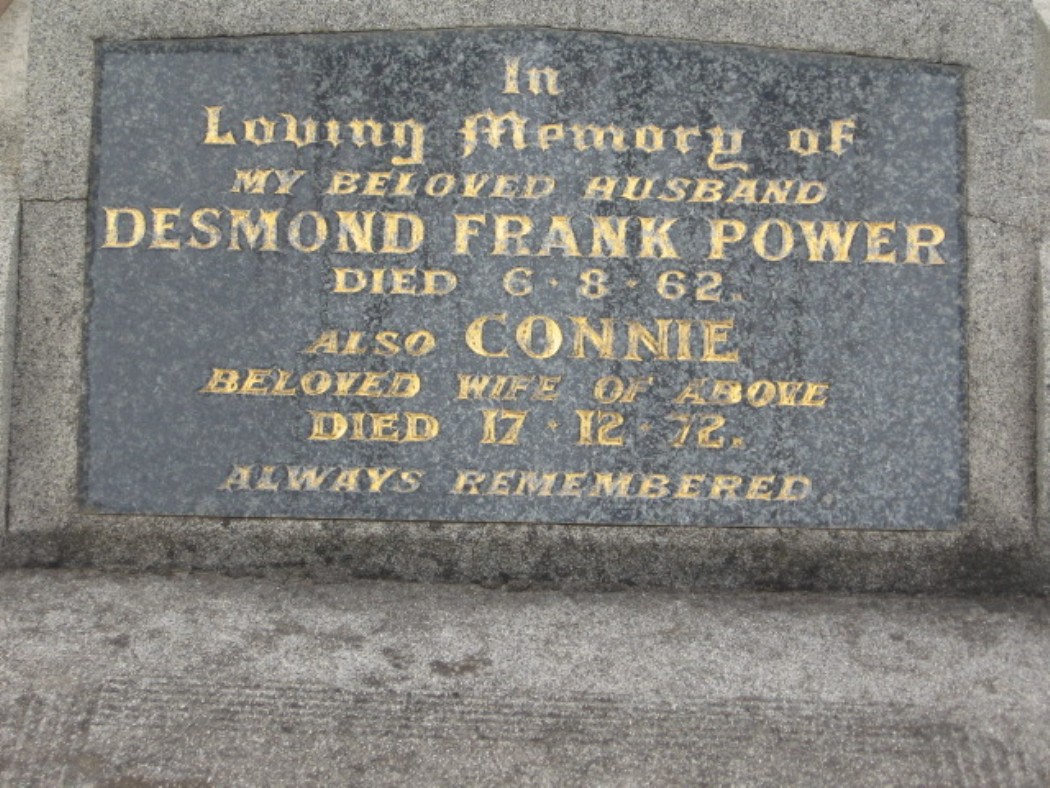 In
Loving Memory of
MY BELOVED HUSBAND
DESMOND FRANK POWER
DIED 6·8·62.
ALSO CONNIE
BELOVED WIFE OF ABOVE
DIED 17·12·72.
ALWAYS REMEMBERED